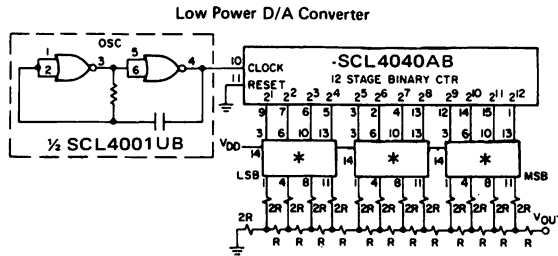 Low Power D/A Converter
OSC
1 2 3 5 6 4
½ SCL4001UB
10 CLOCK
11 RESET
-SCL4040AB
12 STAGE BINARY CTR
2¹ 2² 2³ 2⁴ 2⁵ 2⁶ 2⁷ 2⁸ 2⁹ 2¹⁰ 2¹¹ 2¹²
9 7 6 5 3 2 4 13 12 14 15 1
3 6 10 13 3 6 10 13 3 6 10 13
VDD 14 * 14 * 14 *
LSB 1 4 8 11 1 4 8 11 1 4 8 11 MSB
2R 2R 2R 2R 2R 2R 2R 2R 2R 2R 2R 2R
2R R R R R R R R R R R R VOUT